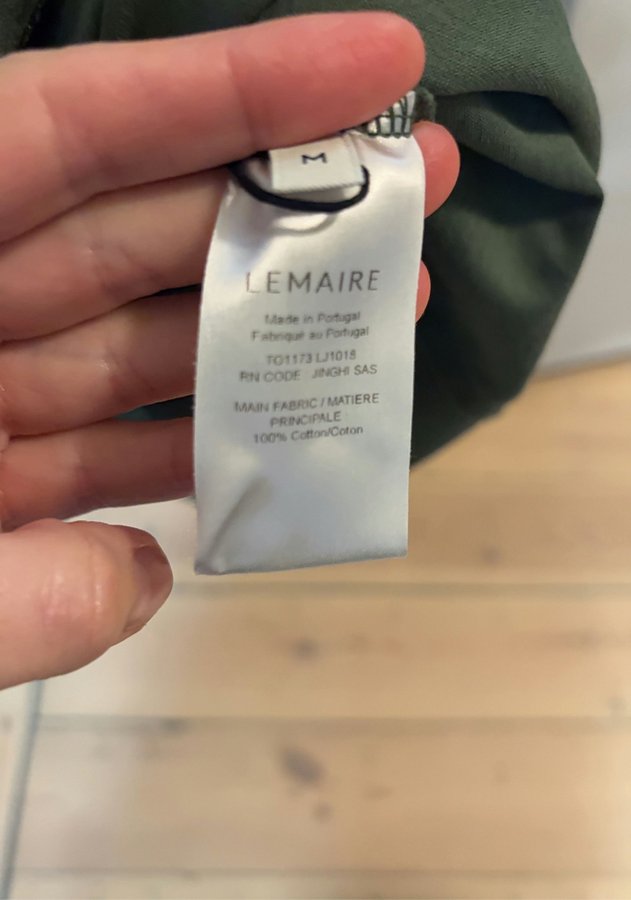 M
LEMAIRE
Made in Portugal
Fabriqué au Portugal
TO1173 LJ1018
RN CODE : JINGHI SAS
MAIN FABRIC / MATIERE
PRINCIPALE :
100% Cotton/Coton